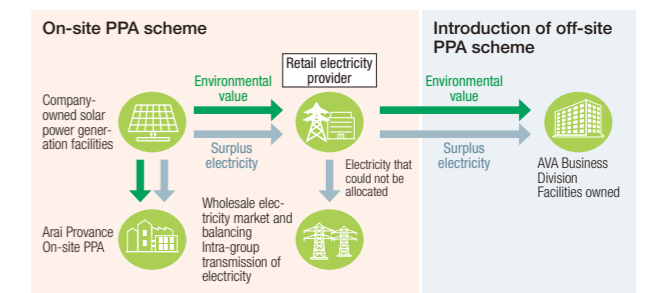 On-site PPA scheme
Introduction of off-site
PPA scheme
Retail electricity
provider
Environmental
value
Environmental
value
Company-
owned solar
power gener-
ation facilities
Surplus
electricity
Surplus
electricity
Electricity that
could not be
allocated
AVA Business
Division
Facilities owned
Arai Provance
On-site PPA
Wholesale elec-
tricity market and
balancing
Intra-group
transmission of
electricity